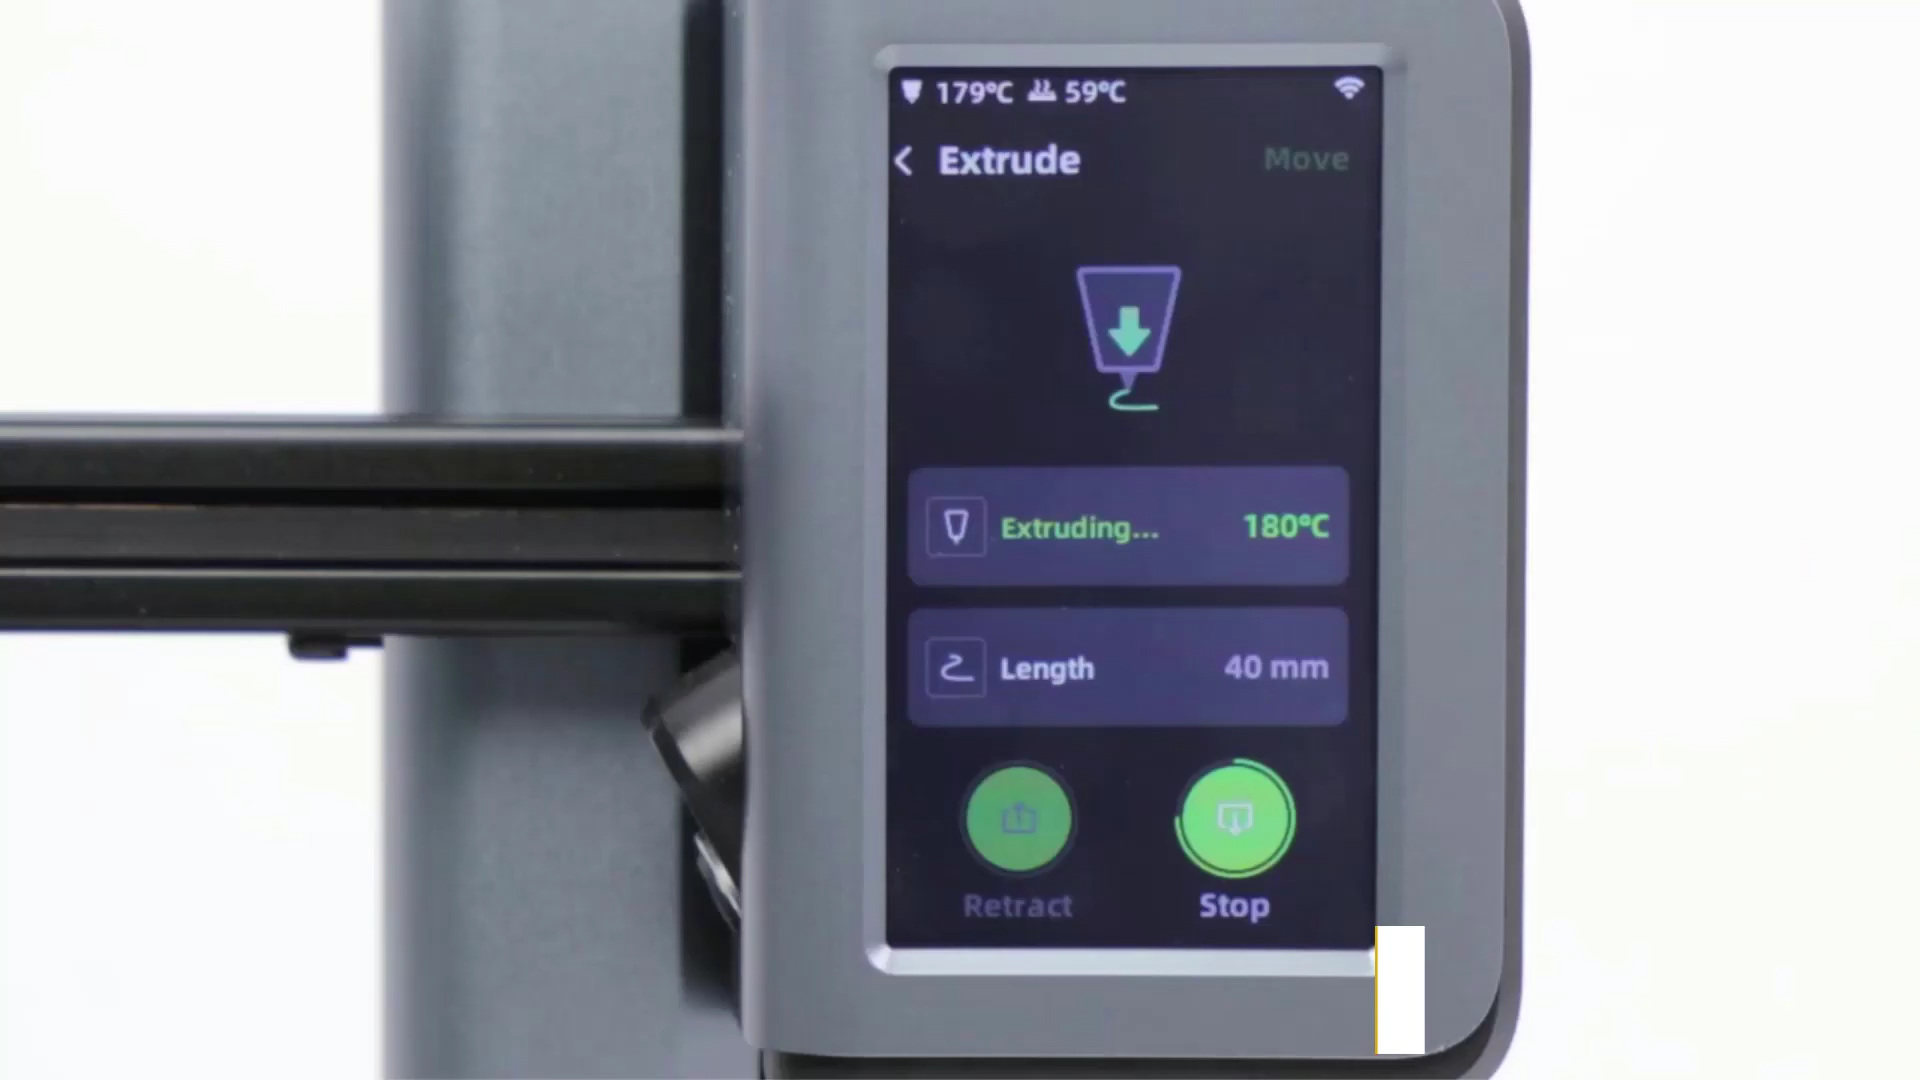 179°C 59°C
Extrude Move
Extruding... 180°C
Length 40 mm
Retract Stop